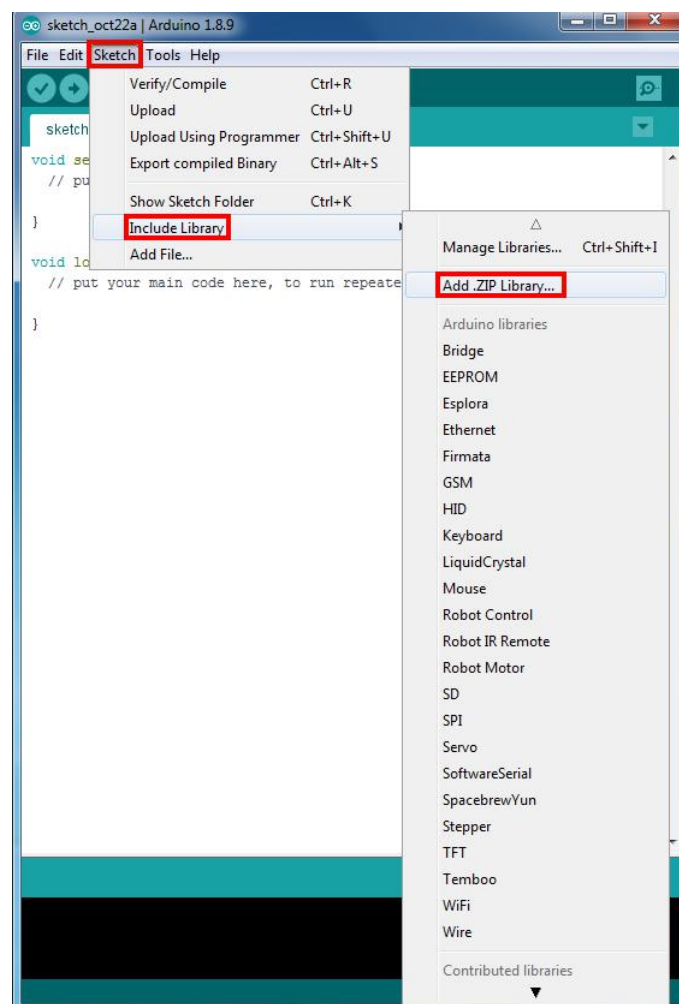 sketch_oct22a | Arduino 1.8.9
File Edit Sketch Tools Help
Verify/Compile Ctrl+R
Upload Ctrl+U
Upload Using Programmer Ctrl+Shift+U
Export compiled Binary Ctrl+Alt+S
Show Sketch Folder Ctrl+K
Include Library
Add File...
sketch
void se
// pu
}
void lo
// put your main code here, to run repeate
}
Manage Libraries... Ctrl+Shift+I
Add .ZIP Library...
Arduino libraries
Bridge
EEPROM
Esplora
Ethernet
Firmata
GSM
HID
Keyboard
LiquidCrystal
Mouse
Robot Control
Robot IR Remote
Robot Motor
SD
SPI
Servo
SoftwareSerial
SpacebrewYun
Stepper
TFT
Temboo
WiFi
Wire
Contributed libraries